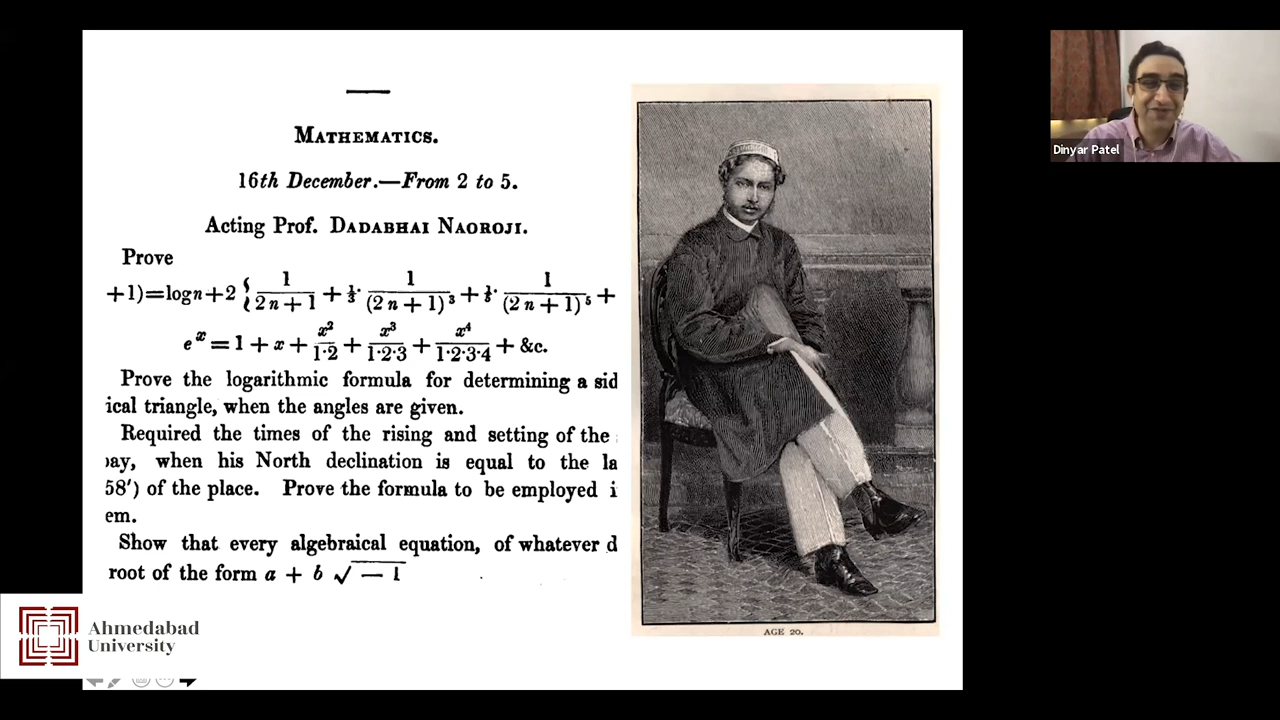 MATHEMATICS.
16th December.—From 2 to 5.
Acting Prof. DADABHAI NAOROJI.
Prove
+1)=logn+2 { 1/(2n+1) + ⅓· 1/(2n+1)³ + ⅕· 1/(2n+1)⁵ +
eˣ = 1 + x + x²/1·2 + x³/1·2·3 + x⁴/1·2·3·4 + &c.
Prove the logarithmic formula for determining a sid
ical triangle, when the angles are given.
Required the times of the rising and setting of the
ay, when his North declination is equal to the la
58') of the place. Prove the formula to be employed i
em.
Show that every algebraical equation, of whatever d
root of the form a + b √—1
AGE 20.
Dinyar Patel
Ahmedabad
University